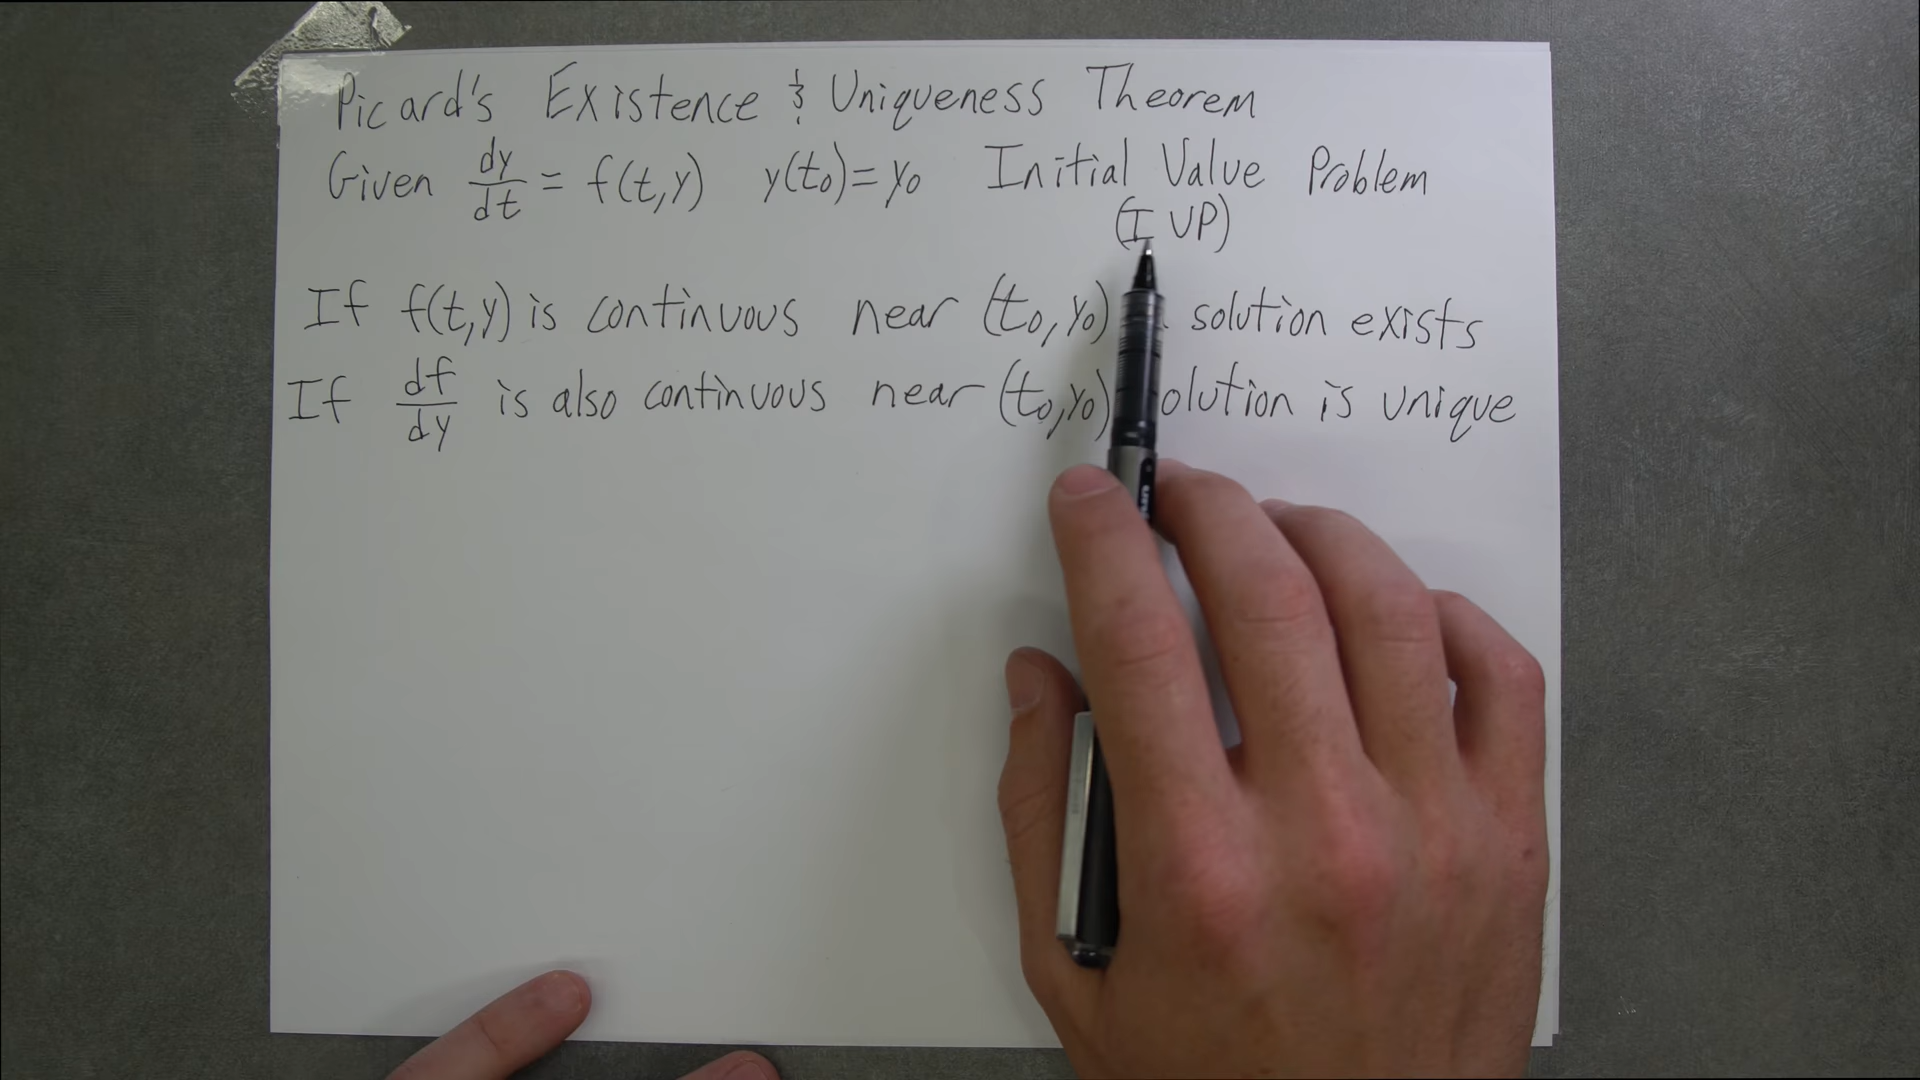 Picard's Existence & Uniqueness Theorem
Given dy/dt = f(t,y) y(t₀)=y₀ Initial Value Problem
(IVP)
If f(t,y) is continuous near (t₀,y₀) solution exists
If df/dy is also continuous near (t₀,y₀) solution is unique